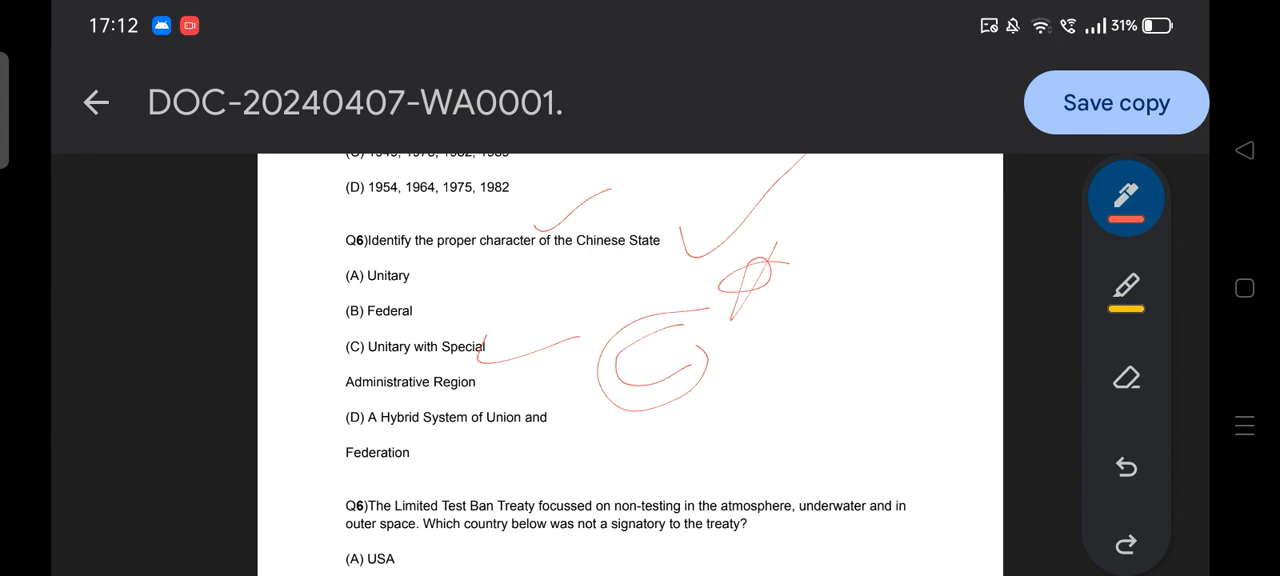 17:12
31%
DOC-20240407-WA0001.
Save copy
(D) 1954, 1964, 1975, 1982
Q6)Identify the proper character of the Chinese State
(A) Unitary
(B) Federal
(C) Unitary with Special
Administrative Region
(D) A Hybrid System of Union and
Federation
C
Q6)The Limited Test Ban Treaty focussed on non-testing in the atmosphere, underwater and in
outer space. Which country below was not a signatory to the treaty?
(A) USA